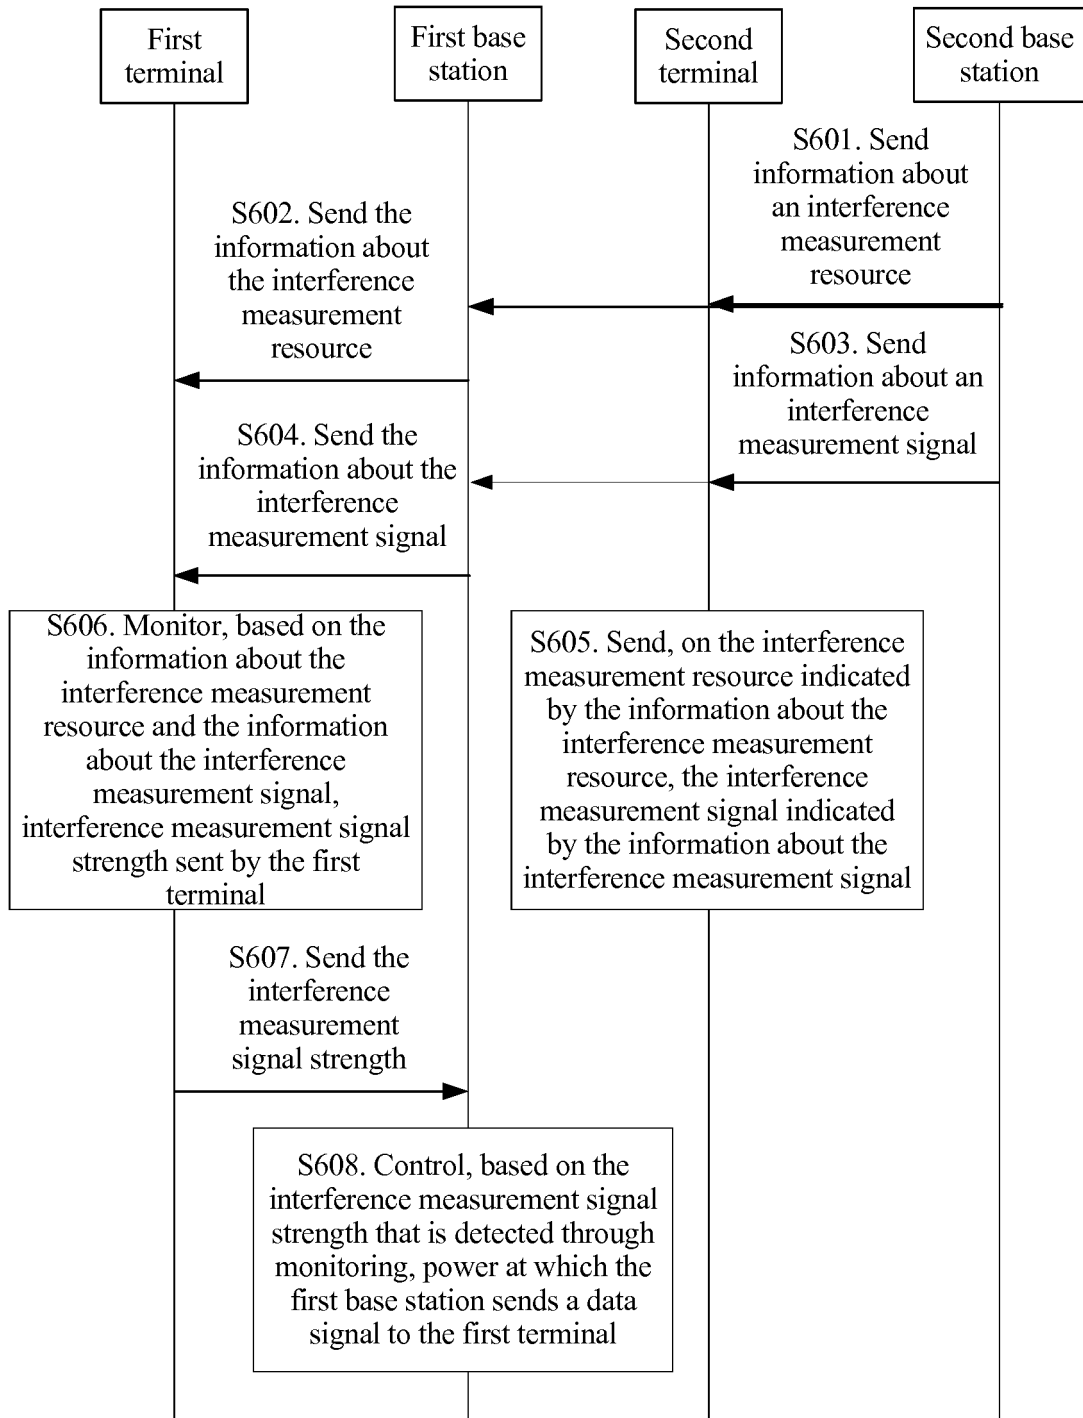 First
terminal
First base
station
Second
terminal
Second base
station
S601. Send
information about
an interference
measurement
resource
S602. Send the
information about
the interference
measurement
resource
S603. Send
information about an
interference
measurement signal
S604. Send the
information about the
interference
measurement signal
S606. Monitor, based on the
information about the
interference measurement
resource and the information
about the interference
measurement signal,
interference measurement signal
strength sent by the first
terminal
S605. Send, on the interference
measurement resource indicated
by the information about the
interference measurement
resource, the interference
measurement signal indicated
by the information about the
interference measurement signal
S607. Send the
interference
measurement
signal strength
S608. Control, based on the
interference measurement signal
strength that is detected through
monitoring, power at which the
first base station sends a data
signal to the first terminal